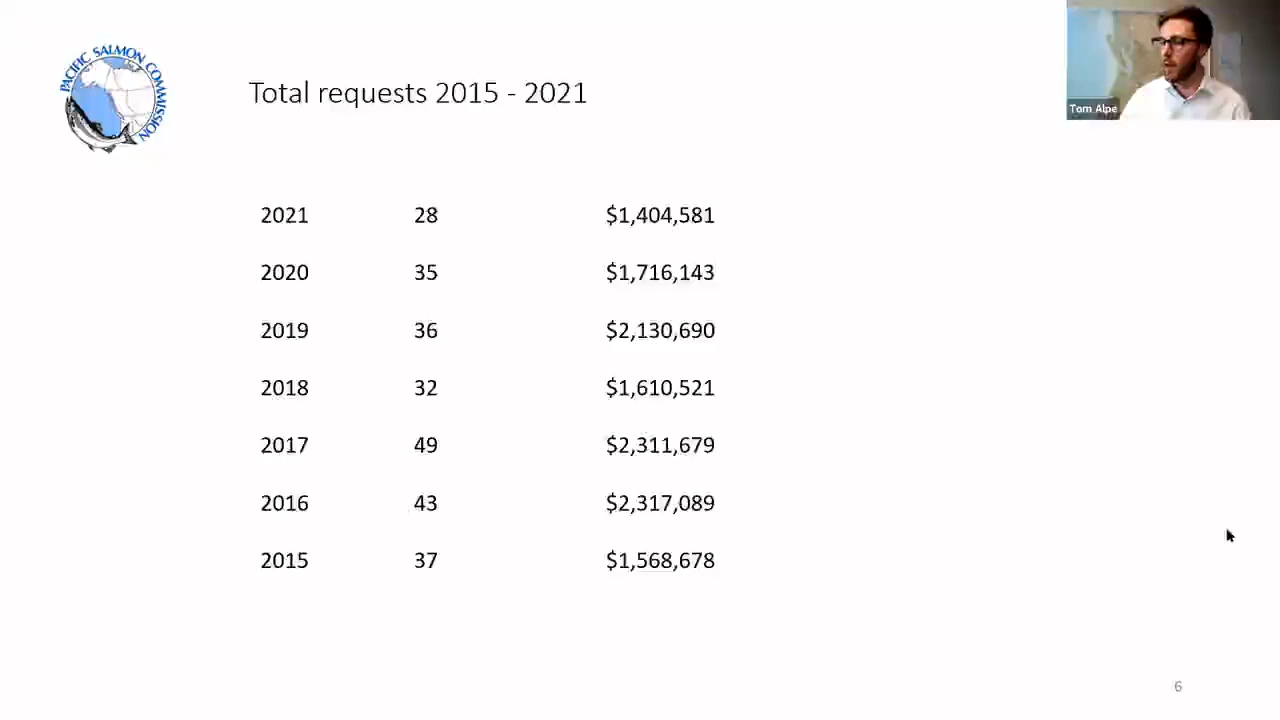 PACIFIC SALMON COMMISSION
Total requests 2015 - 2021
Tom Alpe
2021 28 $1,404,581
2020 35 $1,716,143
2019 36 $2,130,690
2018 32 $1,610,521
2017 49 $2,311,679
2016 43 $2,317,089
2015 37 $1,568,678
6